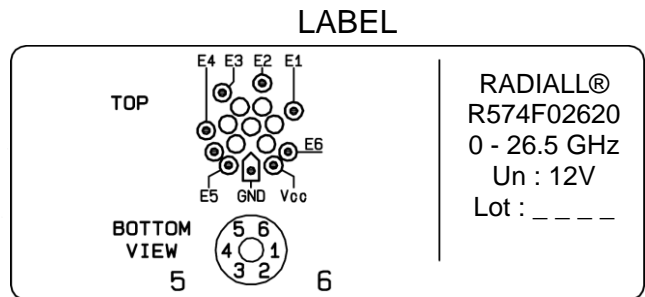 LABEL
E4 E3 E2 E1
TOP
E6
E5 GND Vcc
BOTTOM
VIEW
5 6
4 1
3 2
5 6
RADIALL®
R574F02620
0 - 26.5 GHz
Un : 12V
Lot : _ _ _ _